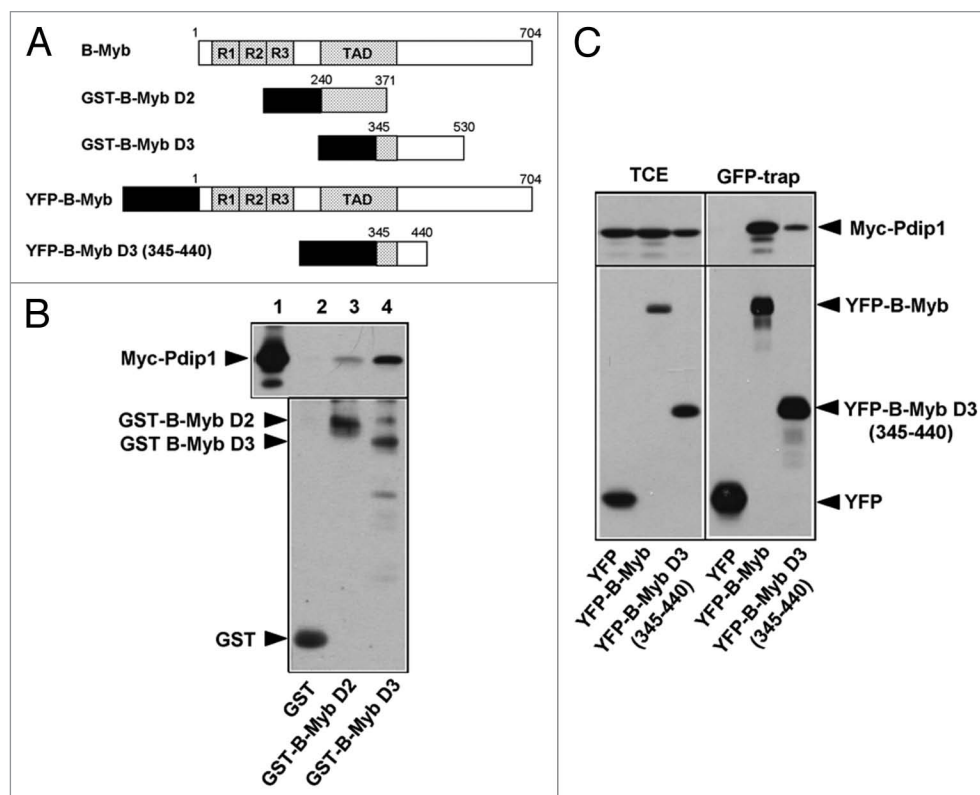 A
1 704
B-Myb R1 R2 R3 TAD
240 371
GST-B-Myb D2
345 530
GST-B-Myb D3
1 704
YFP-B-Myb R1 R2 R3 TAD
345 440
YFP-B-Myb D3 (345-440)
B
1 2 3 4
Myc-Pdip1
GST-B-Myb D2
GST B-Myb D3
GST
GST
GST-B-Myb D2
GST-B-Myb D3
C
TCE GFP-trap
Myc-Pdip1
YFP-B-Myb
YFP-B-Myb D3
(345-440)
YFP
YFP
YFP-B-Myb
YFP-B-Myb D3
(345-440)
YFP
YFP-B-Myb
YFP-B-Myb D3
(345-440)